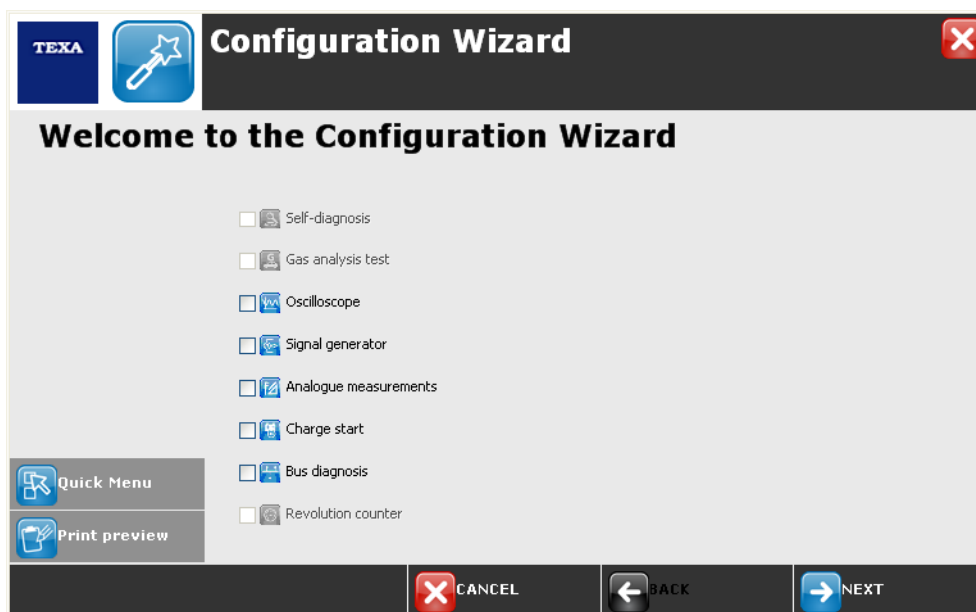 TEXA
Configuration Wizard
Welcome to the Configuration Wizard
Self-diagnosis
Gas analysis test
Oscilloscope
Signal generator
Analogue measurements
Charge start
Bus diagnosis
Revolution counter
Quick Menu
Print preview
CANCEL
BACK
NEXT